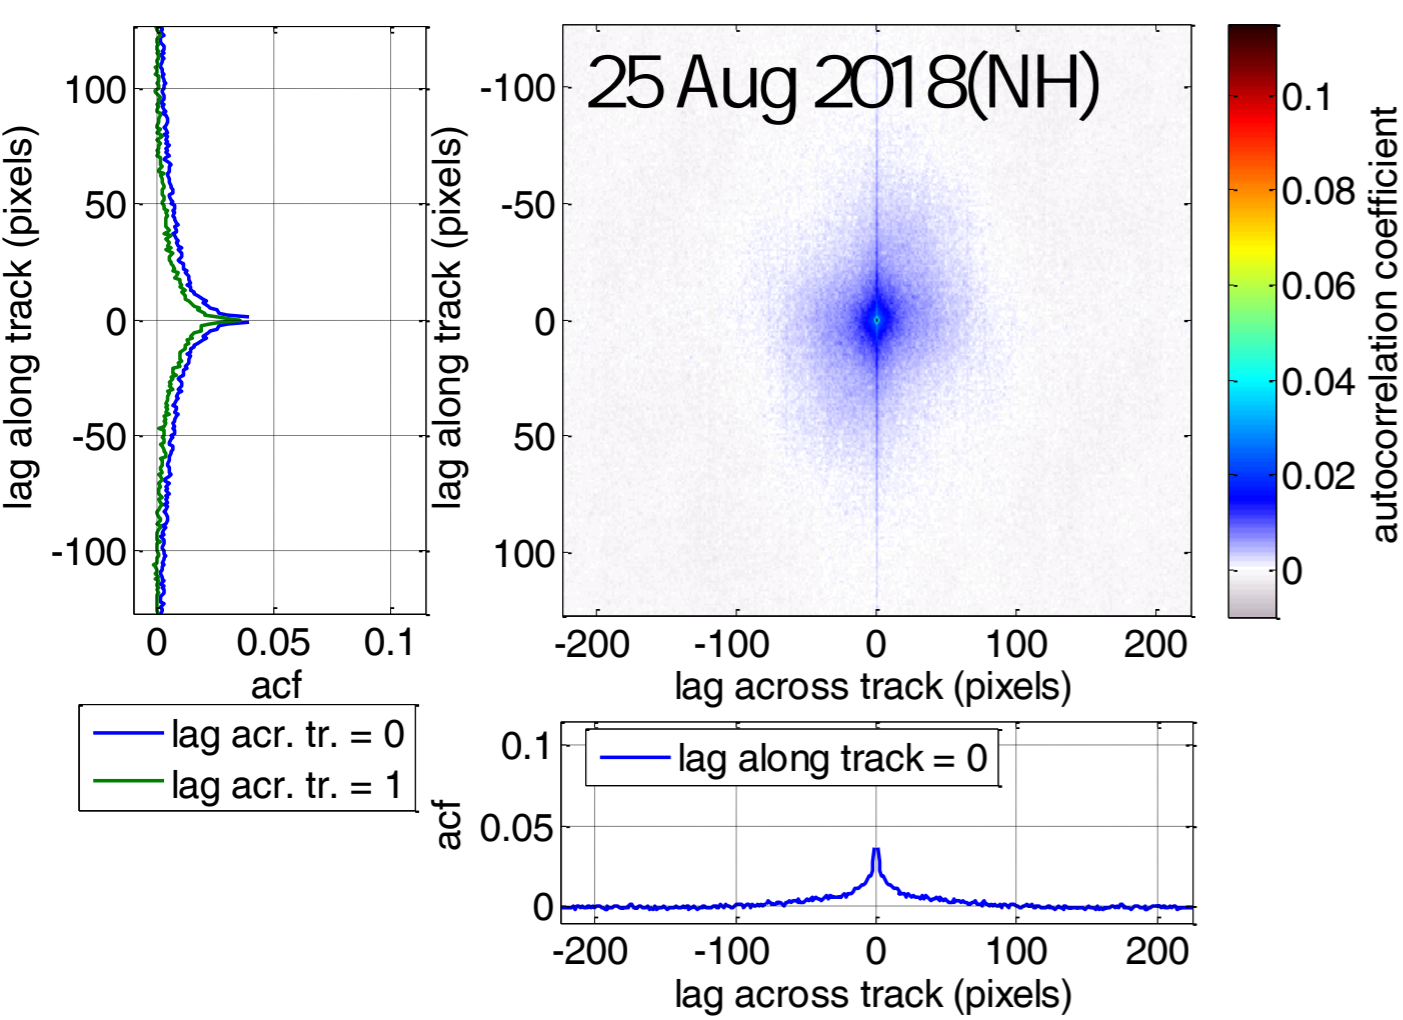 100
50
0
-50
-100
lag along track (pixels)
0 0.05 0.1
acf
lag acr. tr. = 0
lag acr. tr. = 1
25 Aug 2018(NH)
-100
-50
0
50
100
lag along track (pixels)
-200 -100 0 100 200
lag across track (pixels)
0.1
0.08
0.06
0.04
0.02
0
autocorrelation coefficient
lag along track = 0
0.1
0.05
0
acf
-200 -100 0 100 200
lag across track (pixels)